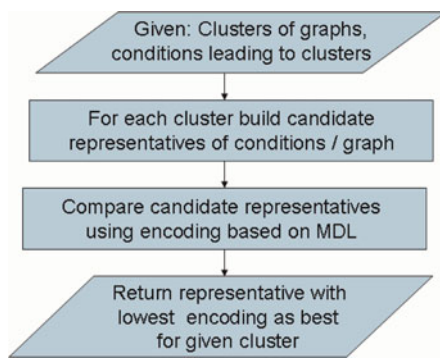 Given: Clusters of graphs,
conditions leading to clusters
For each cluster build candidate
representatives of conditions / graph
Compare candidate representatives
using encoding based on MDL
Return representative with
lowest encoding as best
for given cluster